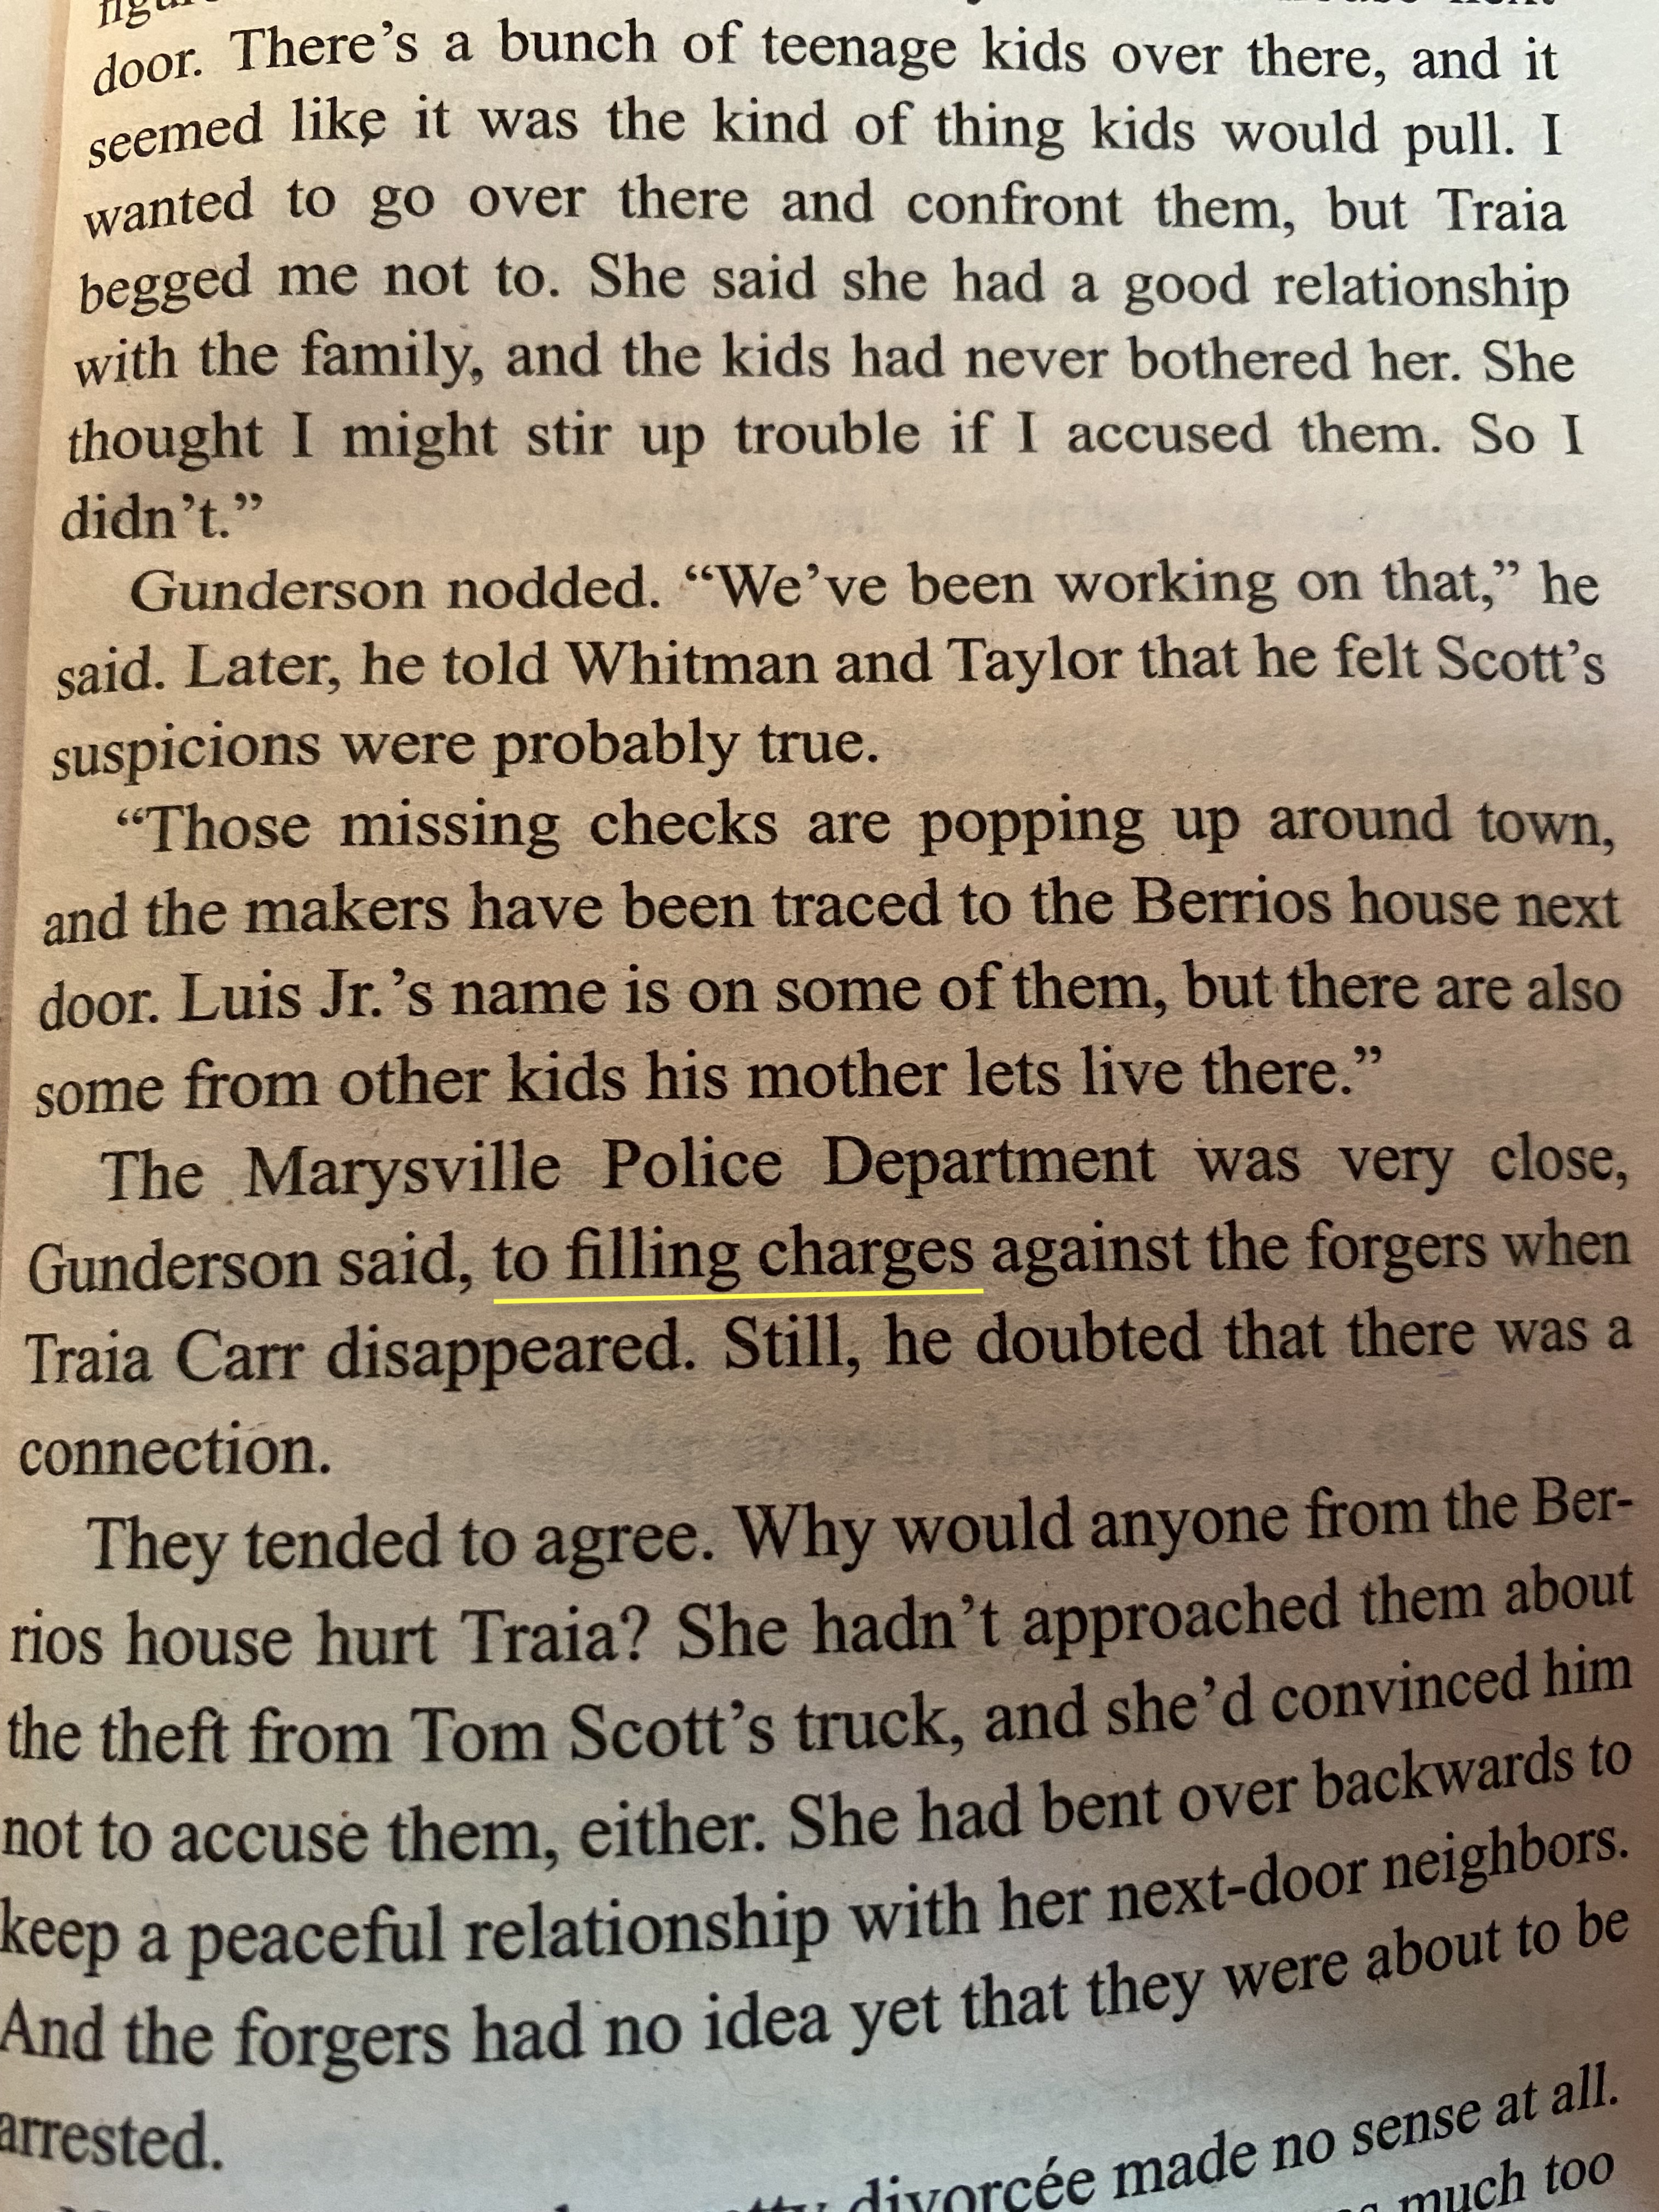 door. There’s a bunch of teenage kids over there, and it
seemed like it was the kind of thing kids would pull. I
wanted to go over there and confront them, but Traia
begged me not to. She said she had a good relationship
with the family, and the kids had never bothered her. She
thought I might stir up trouble if I accused them. So I
didn’t.”
Gunderson nodded. “We’ve been working on that,” he
said. Later, he told Whitman and Taylor that he felt Scott’s
suspicions were probably true.
“Those missing checks are popping up around town,
and the makers have been traced to the Berrios house next
door. Luis Jr.’s name is on some of them, but there are also
some from other kids his mother lets live there.”
The Marysville Police Department was very close,
Gunderson said, to filling charges against the forgers when
Traia Carr disappeared. Still, he doubted that there was a
connection.
They tended to agree. Why would anyone from the Ber-
rios house hurt Traia? She hadn’t approached them about
the theft from Tom Scott’s truck, and she’d convinced him
not to accuse them, either. She had bent over backwards to
keep a peaceful relationship with her next-door neighbors.
And the forgers had no idea yet that they were about to be
arrested.
divorcée made no sense at all.
much too